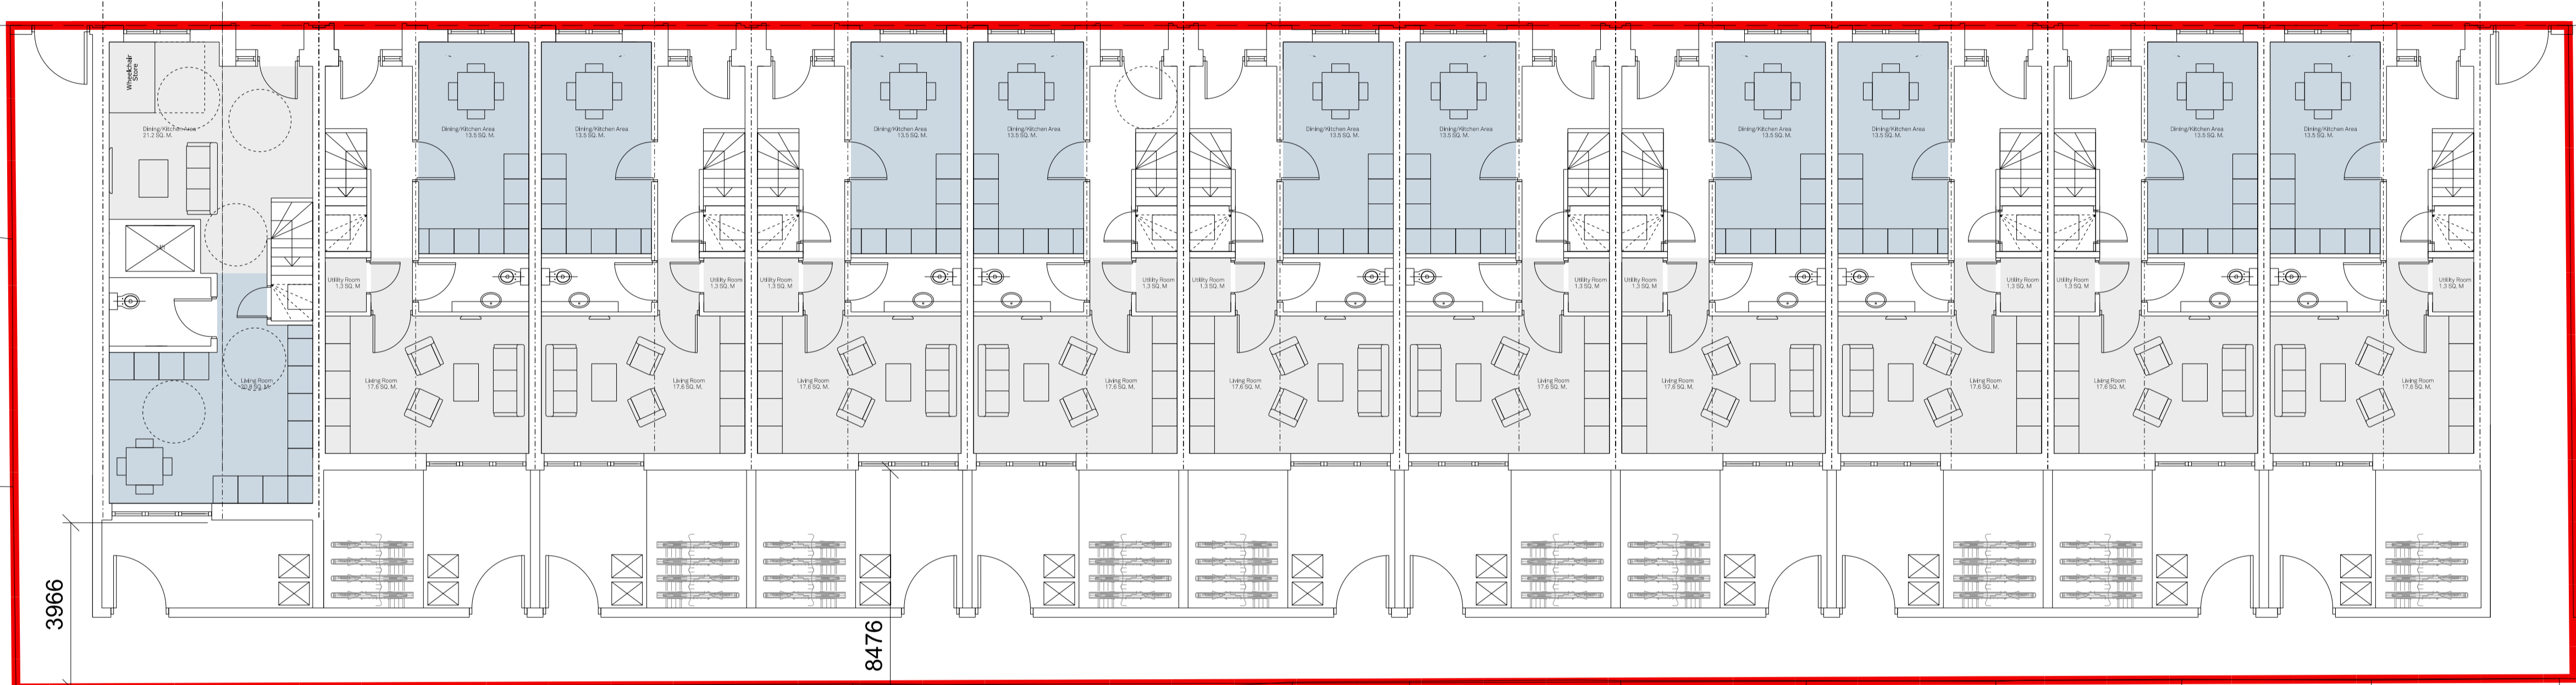 Wheelchair
Store
Dining/Kitchen Area
21.2 SQ. M.
Dining/Kitchen Area
13.5 SQ. M.
Dining/Kitchen Area
13.5 SQ. M.
Dining/Kitchen Area
13.5 SQ. M.
Dining/Kitchen Area
13.5 SQ. M.
Dining/Kitchen Area
13.5 SQ. M.
Dining/Kitchen Area
13.5 SQ. M.
Dining/Kitchen Area
13.5 SQ. M.
Dining/Kitchen Area
13.5 SQ. M.
Dining/Kitchen Area
13.5 SQ. M.
Dining/Kitchen Area
13.5 SQ. M.
Utility Room
1.3 SQ. M
Utility Room
1.3 SQ. M
Utility Room
1.3 SQ. M
Utility Room
1.3 SQ. M
Utility Room
1.3 SQ. M
Utility Room
1.3 SQ. M
Utility Room
1.3 SQ. M
Utility Room
1.3 SQ. M
Utility Room
1.3 SQ. M
Utility Room
1.3 SQ. M
Living Room
SQ. M.
Living Room
17.6 SQ. M.
Living Room
17.6 SQ. M.
Living Room
17.6 SQ. M.
Living Room
17.6 SQ. M.
Living Room
17.6 SQ. M.
Living Room
17.6 SQ. M.
Living Room
17.6 SQ. M.
Living Room
17.6 SQ. M.
Living Room
17.6 SQ. M.
Living Room
17.6 SQ. M.
3966
8476